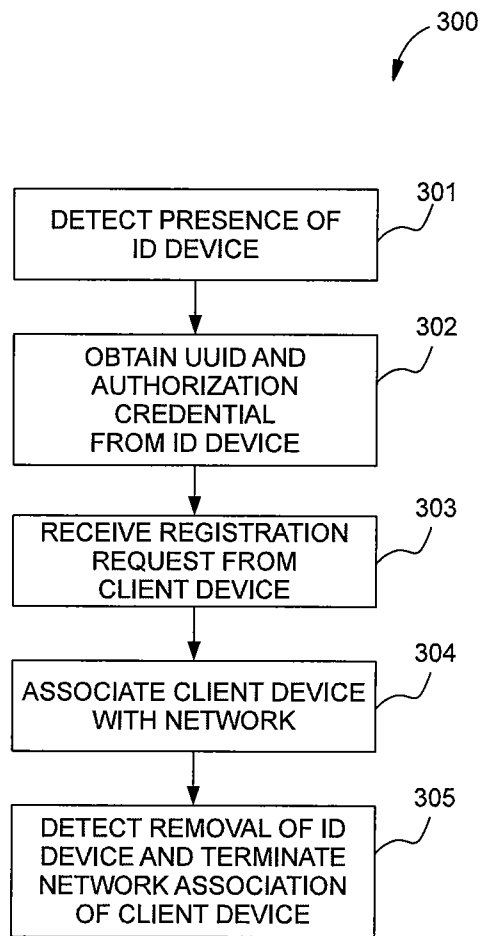 300
301
DETECT PRESENCE OF
ID DEVICE
302
OBTAIN UUID AND
AUTHORIZATION
CREDENTIAL
FROM ID DEVICE
303
RECEIVE REGISTRATION
REQUEST FROM
CLIENT DEVICE
304
ASSOCIATE CLIENT DEVICE
WITH NETWORK
305
DETECT REMOVAL OF ID
DEVICE AND TERMINATE
NETWORK ASSOCIATION
OF CLIENT DEVICE